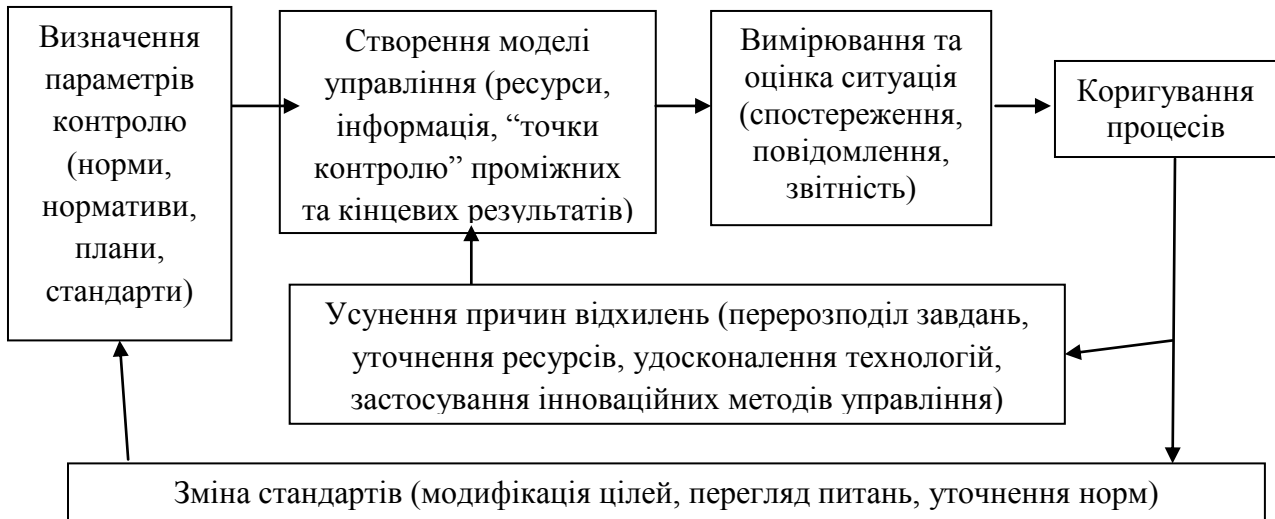 Визначення
параметрів
контролю
(норми,
нормативи,
плани,
стандарти)
Створення моделі
управління (ресурси,
інформація, “точки
контролю” проміжних
та кінцевих результатів)
Вимірювання та
оцінка ситуація
(спостереження,
повідомлення,
звітність)
Коригування
процесів
Усунення причин відхилень (перерозподіл завдань,
уточнення ресурсів, удосконалення технологій,
застосування інноваційних методів управління)
Зміна стандартів (модифікація цілей, перегляд питань, уточнення норм)